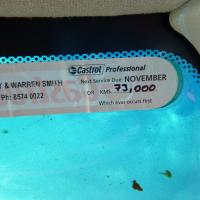 Castrol Professional
Next Service Due: NOVEMBER
& WARREN SMITH
OR KMS: 73,000
Ph: 8574 0022
Which ever occurs first